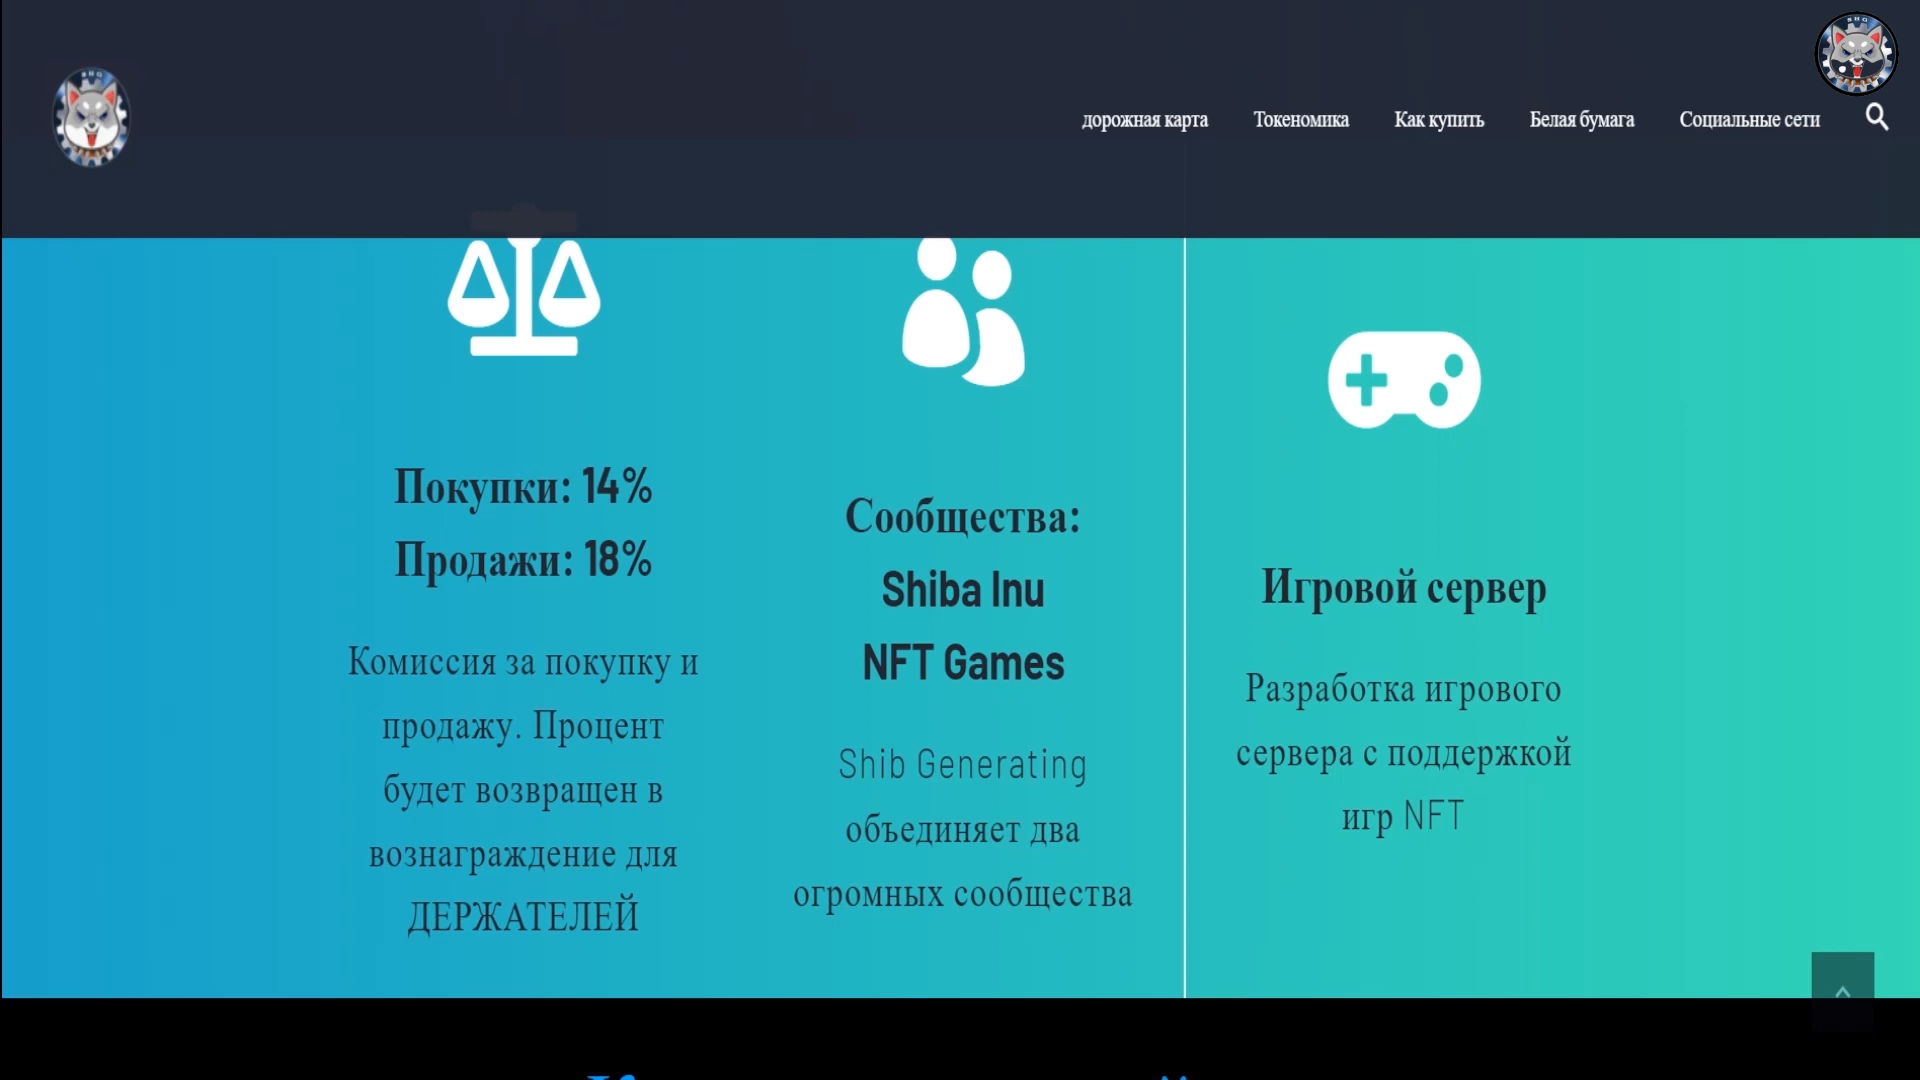 SHG
SHG
дорожная карта Токеномика Как купить Белая бумага Социальные сети
Покупки: 14%
Продажи: 18%
Комиссия за покупку и
продажу. Процент
будет возвращен в
вознаграждение для
ДЕРЖАТЕЛЕЙ
Сообщества:
Shiba Inu
NFT Games
Shib Generating
объединяет два
огромных сообщества
Игровой сервер
Разработка игрового
сервера с поддержкой
игр NFT